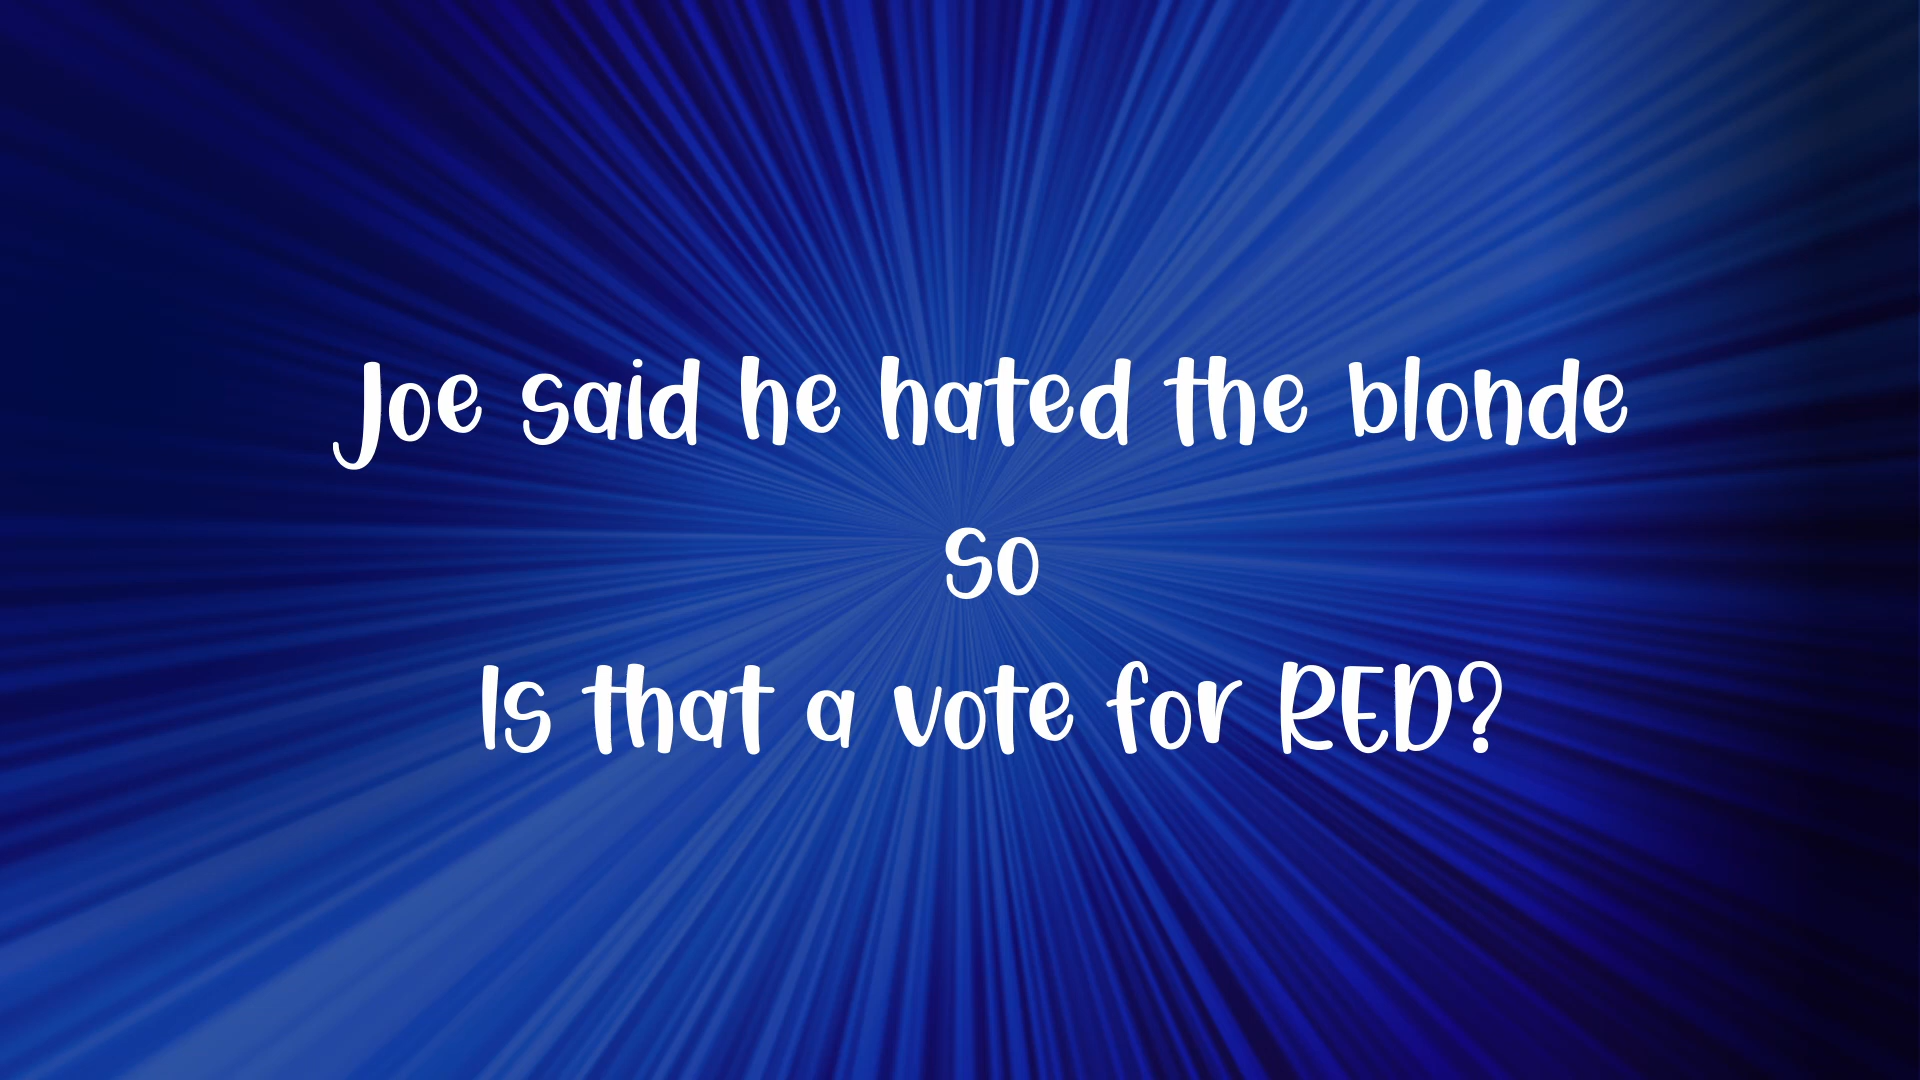 Joe said he hated the blonde
so
Is that a vote for RED?